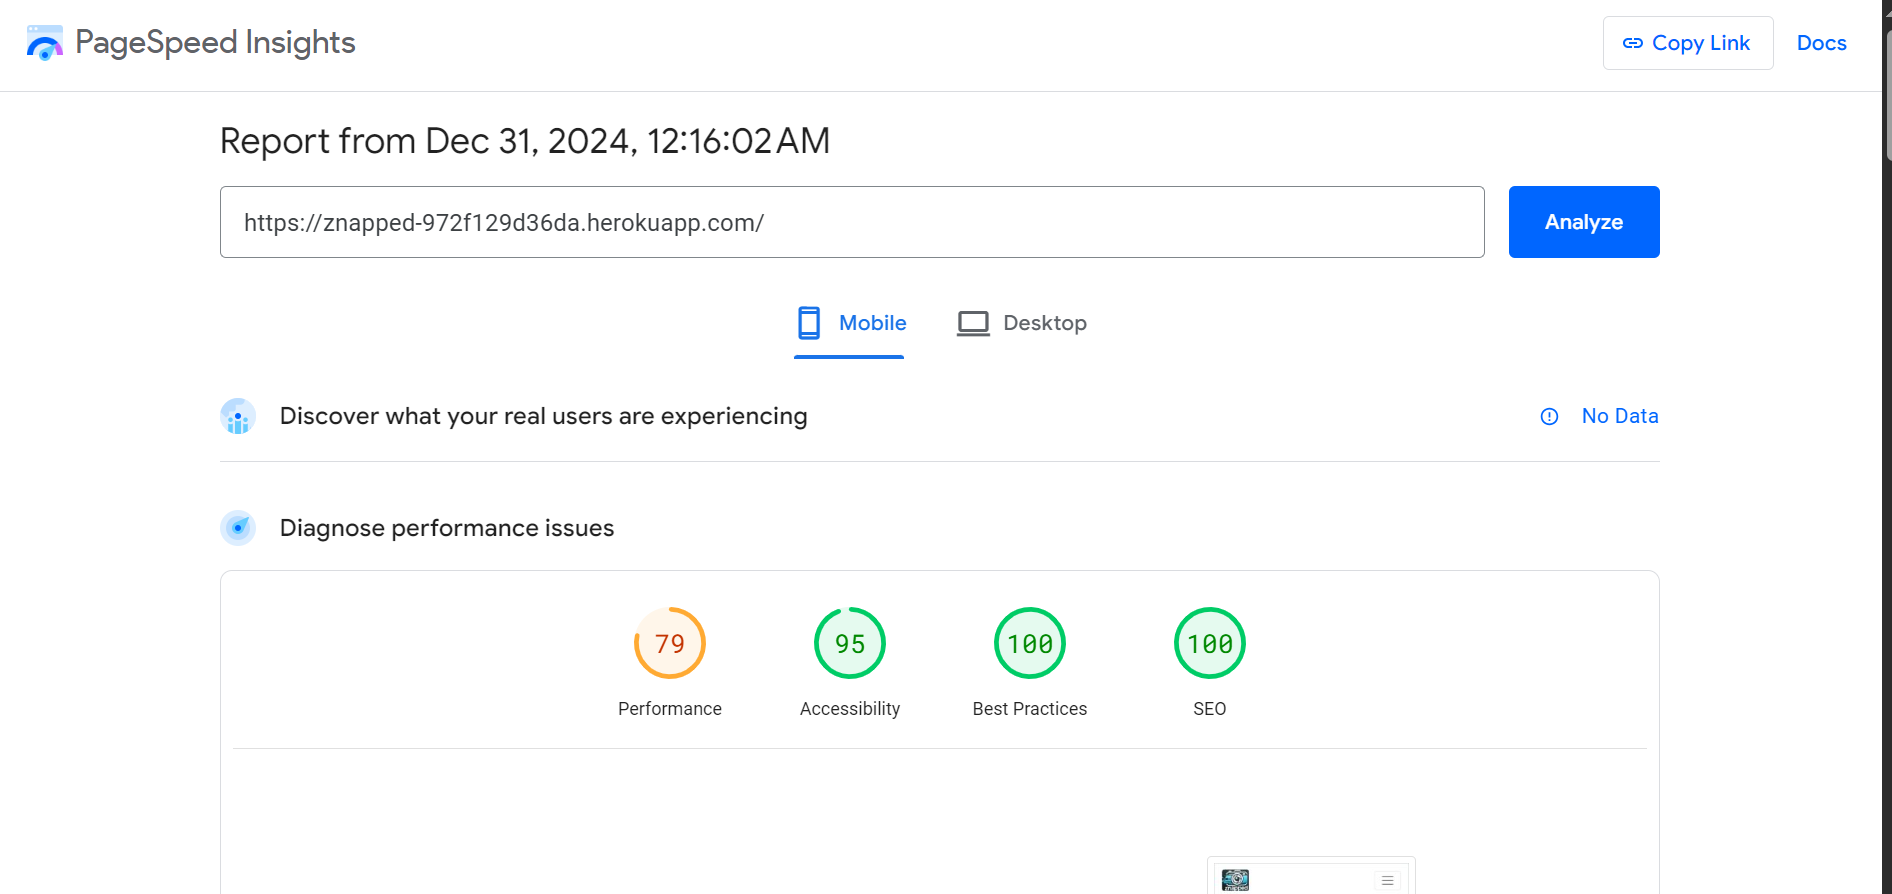 PageSpeed Insights
Copy Link
Docs
Report from Dec 31, 2024, 12:16:02 AM
https://znapped-972f129d36da.herokuapp.com/
Analyze
Mobile
Desktop
Discover what your real users are experiencing
No Data
Diagnose performance issues
79
95
100
100
Performance
Accessibility
Best Practices
SEO